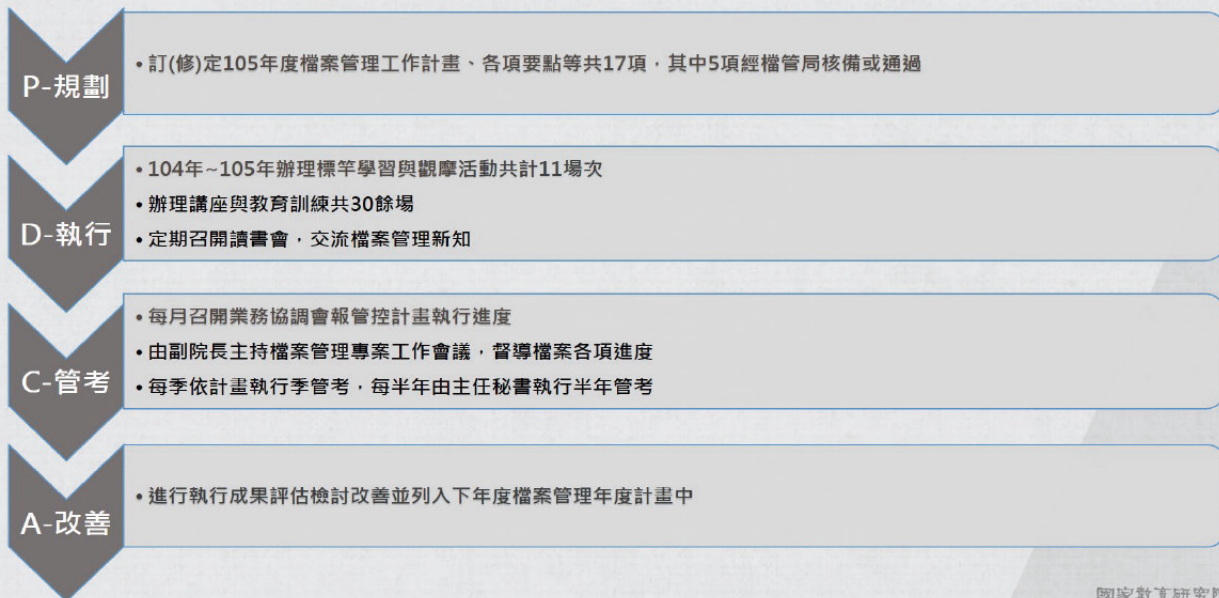 P-規劃
•訂(修)定105年度檔案管理工作計畫、各項要點等共17項，其中5項經檔管局核備或通過
D-執行
•104年~105年辦理標竿學習與觀摩活動共計11場次
•辦理講座與教育訓練共30餘場
•定期召開讀書會，交流檔案管理新知
C-管考
•每月召開業務協調會報管控計畫執行進度
•由副院長主持檔案管理專案工作會議，督導檔案各項進度
•每季依計畫執行季管考，每半年由主任秘書執行半年管考
A-改善
•進行執行成果評估檢討改善並列入下年度檔案管理年度計畫中
國家教育研究院